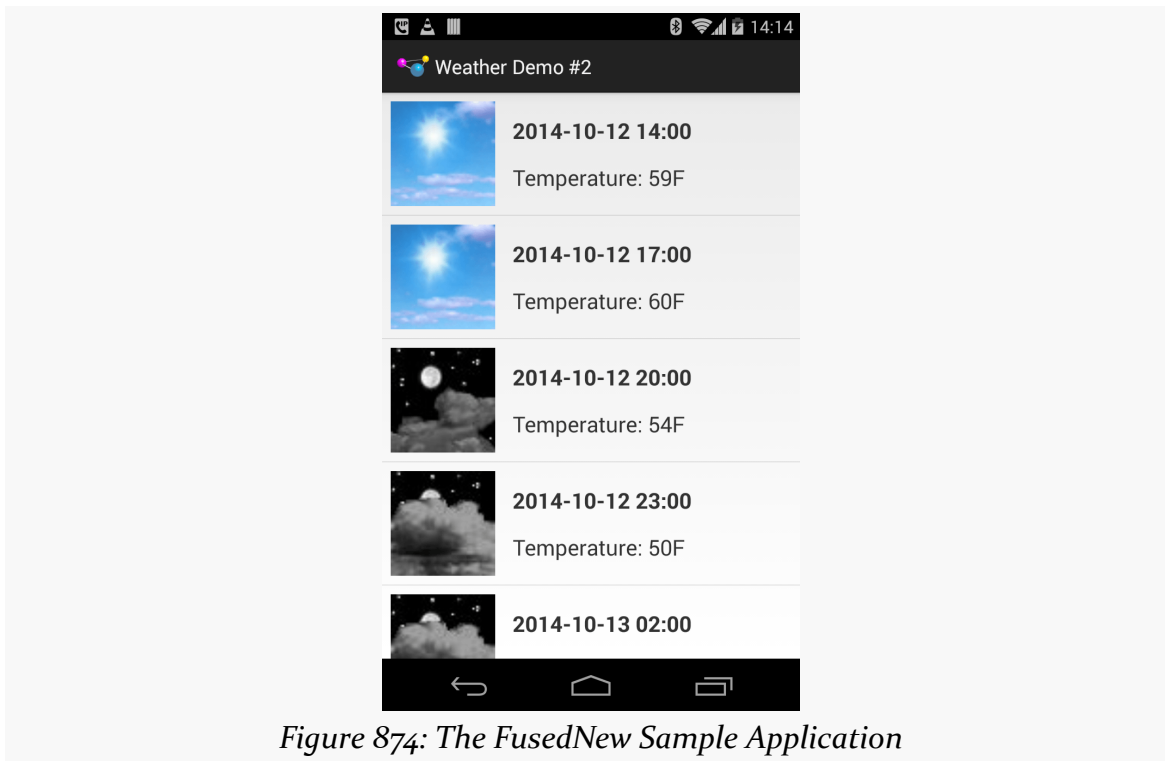 14:14
Weather Demo #2
2014-10-12 14:00
Temperature: 59F
2014-10-12 17:00
Temperature: 60F
2014-10-12 20:00
Temperature: 54F
2014-10-12 23:00
Temperature: 50F
2014-10-13 02:00
Figure 874: The FusedNew Sample Application